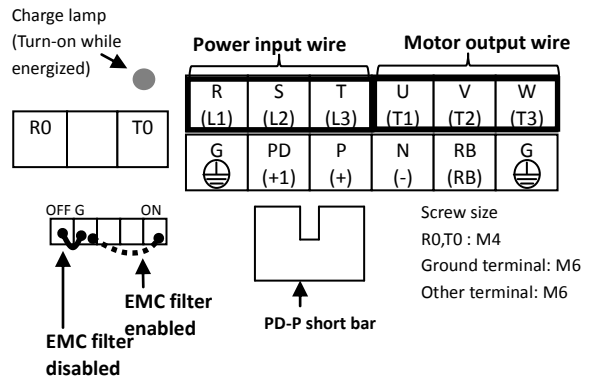 Charge lamp
(Turn-on while
energized)
Power input wire
Motor output wire
R S T U V W
(L1) (L2) (L3) (T1) (T2) (T3)
R0 T0
G PD P N RB G
(+1) (+) (-) (RB)
OFF G ON
Screw size
R0,T0 : M4
Ground terminal: M6
Other terminal: M6
EMC filter
enabled
PD-P short bar
EMC filter
disabled